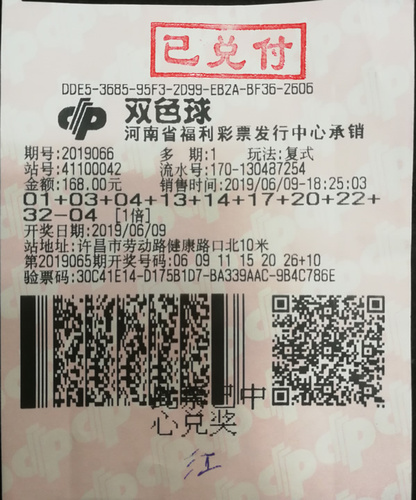 已兑付
DDE5-3685-95F3-2D99-EB2A-BF36-2606
双色球
河南省福利彩票发行中心承销
期号:2019066 多 期:1 玩法:复式
站号:41100042 流水号:170-130487254
金额:168.00元 销售时间:2019/06/09-18:25:03
01+03+04+13+14+17+20+22+
32-04 [1倍]
开奖日期:2019/06/09
站地址:许昌市劳动路健康路口北10米
第2019065期开奖号码:06 09 11 15 20 26+10
验票码:30C41E14-D175B1D7-BA339AAC-9B4C786E
此票已中
心兑奖
江